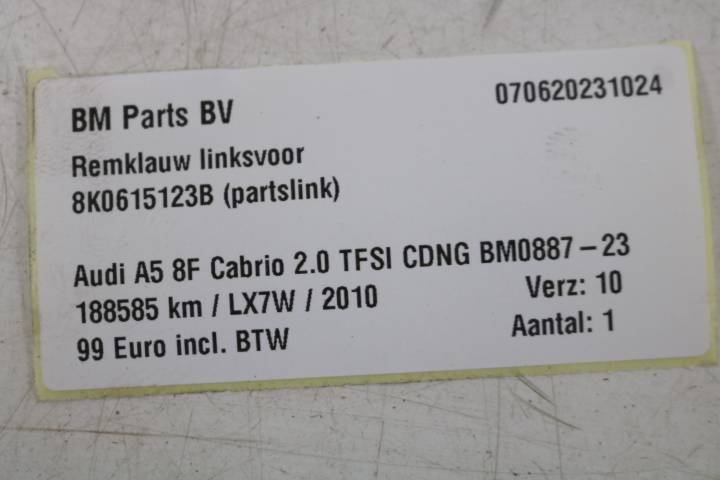 BM Parts BV
070620231024
Remklauw linksvoor
8K0615123B (partslink)
Audi A5 8F Cabrio 2.0 TFSI CDNG BM0887-23
188585 km / LX7W / 2010
Verz: 10
99 Euro incl. BTW
Aantal: 1